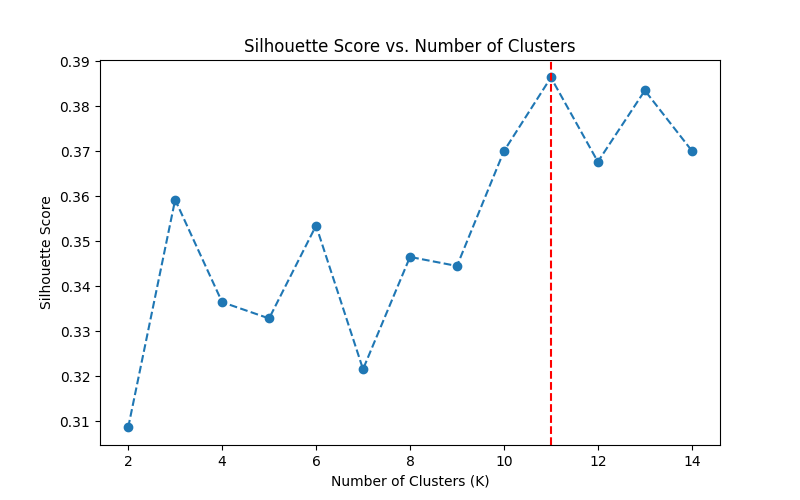 Silhouette Score vs. Number of Clusters
0.39
0.38
0.37
0.36
0.35
0.34
0.33
0.32
0.31
Silhouette Score
2 4 6 8 10 12 14
Number of Clusters (K)